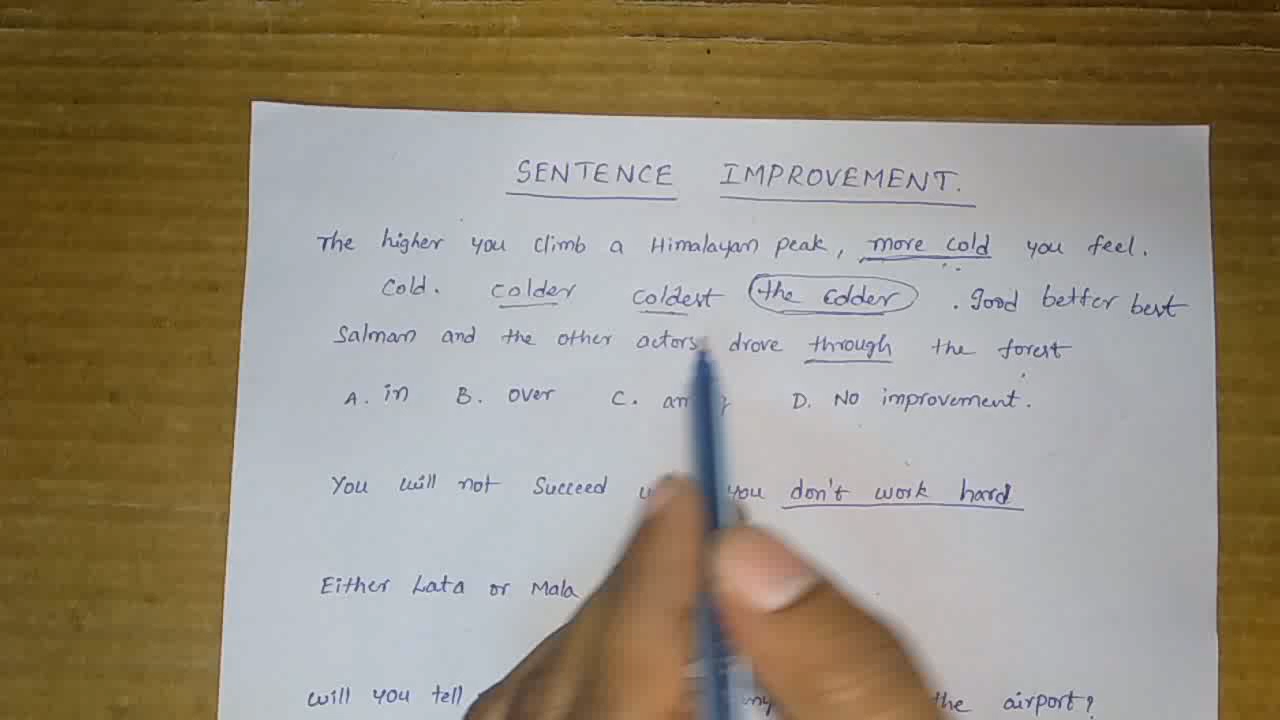 SENTENCE IMPROVEMENT.
The higher you climb a Himalayan peak, more cold you feel.
Cold. colder coldest the colder . Good better best
Salman and the other actors drove through the forest
A. in B. over C. D. No improvement.
You will not Succeed you don't work hard
Either Lata or Mala
will you tell the airport?